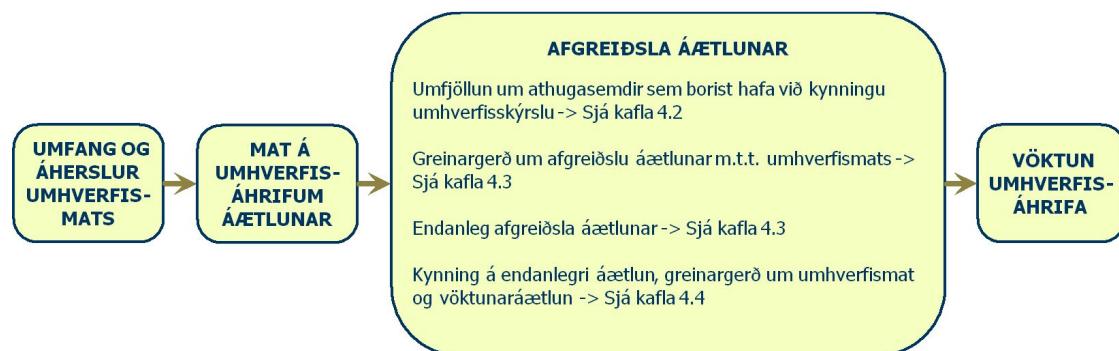 UMFANG OG
ÁHERSLUR
UMHVERFIS-
MATS
MAT Á
UMHVERFIS-
ÁHRIFUM
ÁÆTLUNAR
AFGREIÐSLA ÁÆTLUNAR
Umfjöllun um athugasemdir sem borist hafa við kynningu
umhverfisskýrslu -> Sjá kafla 4.2
Greinargerð um afgreiðslu áætlunar m.t.t. umhverfismats ->
Sjá kafla 4.3
Endanleg afgreiðsla áætlunar -> Sjá kafla 4.3
Kynning á endanlegri áætlun, greinargerð um umhverfismat
og vöktunaráætlun -> Sjá kafla 4.4
VÖKTUN
UMHVERFIS-
ÁHRIFA